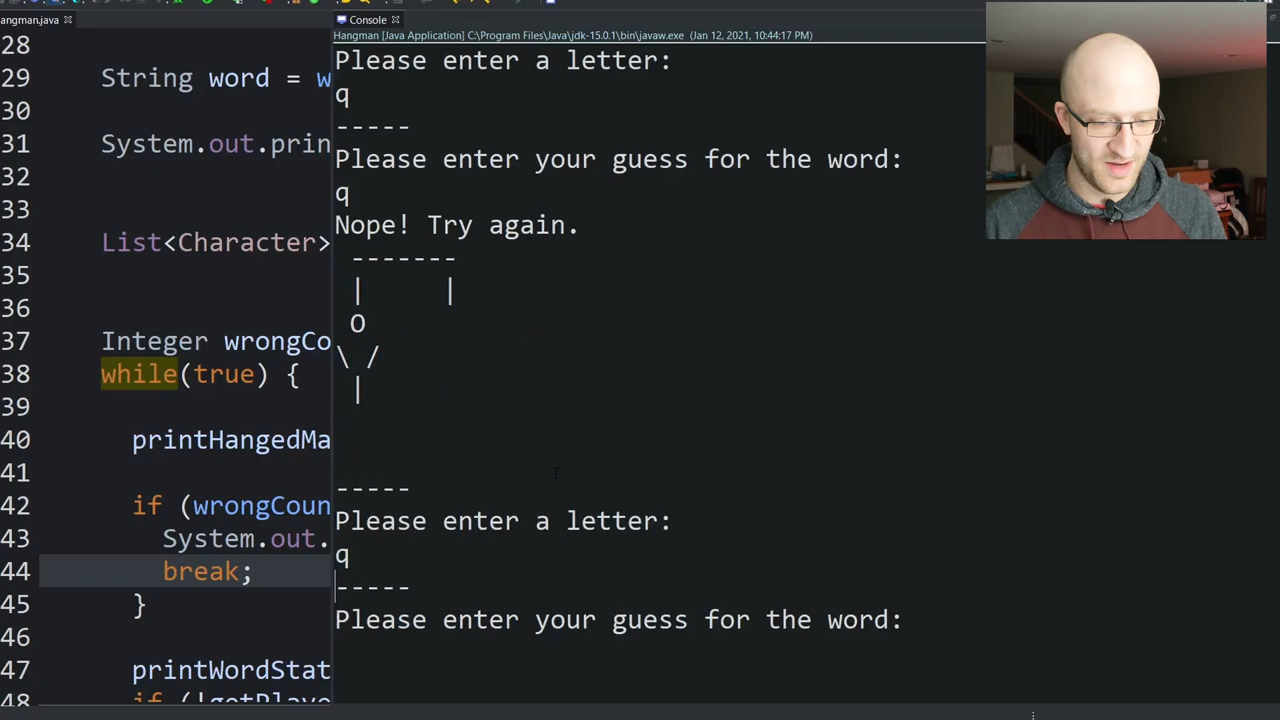 angman.java
Console
Hangman [Java Application] C:\Program Files\Java\jdk-15.0.1\bin\javaw.exe (Jan 12, 2021, 10:44:17 PM)
28
29 String word = w
30
31 System.out.prin
32
33
34 List<Character>
35
36
37 Integer wrongCo
38 while(true) {
39
40 printHangedMa
41
42 if (wrongCoun
43 System.out.
44 break;
45 }
46
47 printWordStat
48 if (!getPlaye
Please enter a letter:
q
-----
Please enter your guess for the word:
q
Nope! Try again.
 -------
 |     |
 O
\ /
 |
-----
Please enter a letter:
q
-----
Please enter your guess for the word: